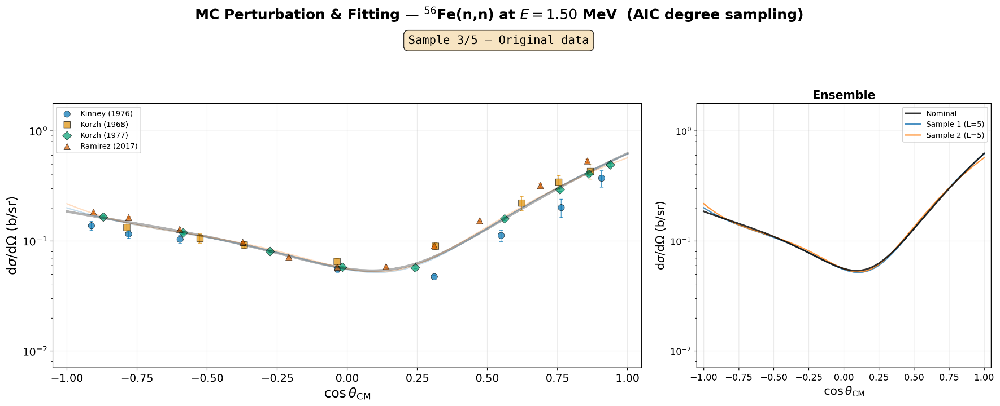 MC Perturbation & Fitting — ⁵⁶Fe(n,n) at E = 1.50 MeV (AIC degree sampling)
Sample 3/5 — Original data
Kinney (1976)
Korzh (1968)
Korzh (1977)
Ramirez (2017)
10⁰
10⁻¹
10⁻²
dσ/dΩ (b/sr)
−1.00 −0.75 −0.50 −0.25 0.00 0.25 0.50 0.75 1.00
cos θCM
Ensemble
Nominal
Sample 1 (L=5)
Sample 2 (L=5)
10⁰
10⁻¹
10⁻²
dσ/dΩ (b/sr)
−1.00 −0.75 −0.50 −0.25 0.00 0.25 0.50 0.75 1.00
cos θCM